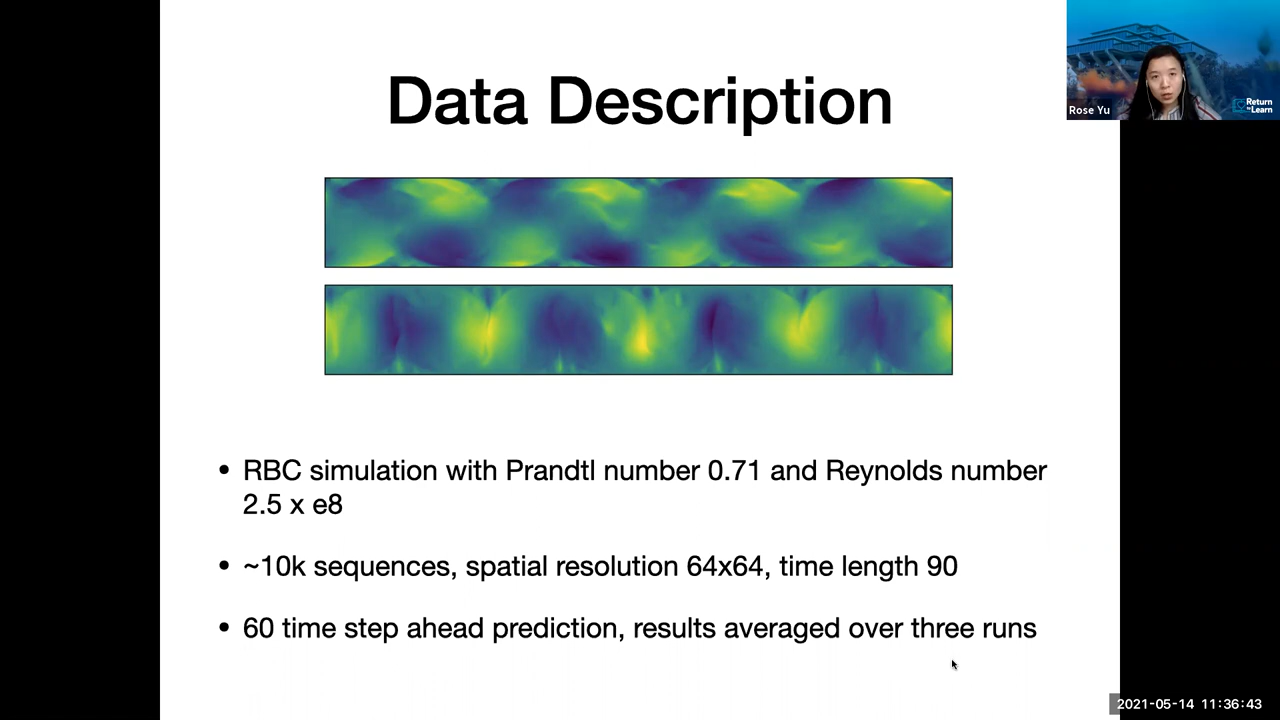 Data Description
Rose Yu
Return to Learn
• RBC simulation with Prandtl number 0.71 and Reynolds number
2.5 x e8
• ~10k sequences, spatial resolution 64x64, time length 90
• 60 time step ahead prediction, results averaged over three runs
2021-05-14 11:36:43